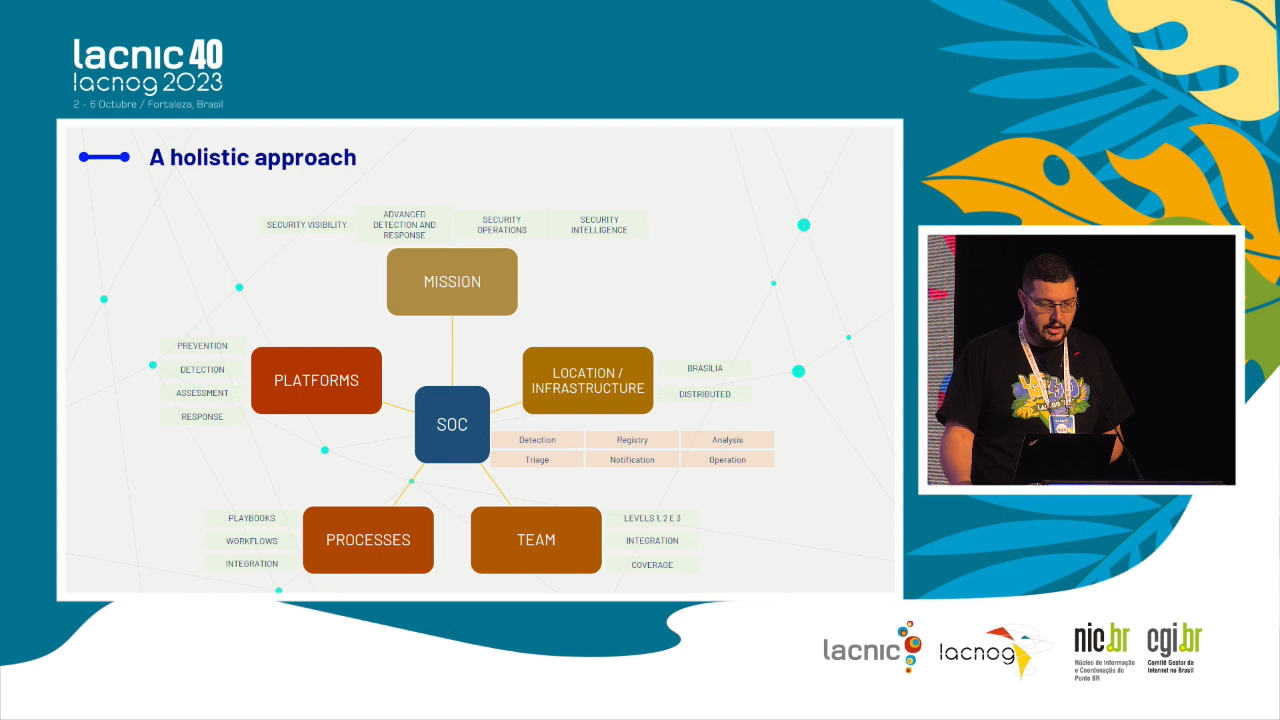 lacnic 40
lacnog 2023
2 - 6 Octubre / Fortaleza, Brasil
A holistic approach
SECURITY VISIBILITY
ADVANCED
DETECTION AND
RESPONSE
SECURITY
OPERATIONS
SECURITY
INTELLIGENCE
MISSION
PREVENTION
DETECTION
ASSESSMENT
RESPONSE
PLATFORMS
LOCATION /
INFRASTRUCTURE
BRASÍLIA
DISTRIBUTED
SOC
Detection
Registry
Analysis
Triage
Notification
Operation
PLAYBOOKS
WORKFLOWS
INTEGRATION
PROCESSES
TEAM
LEVELS 1, 2 E 3
INTEGRATION
COVERAGE
lacnic
lacnog
nic.br
Núcleo de Informação
e Coordenação do
Ponto BR
cgi.br
Comitê Gestor da
Internet no Brasil